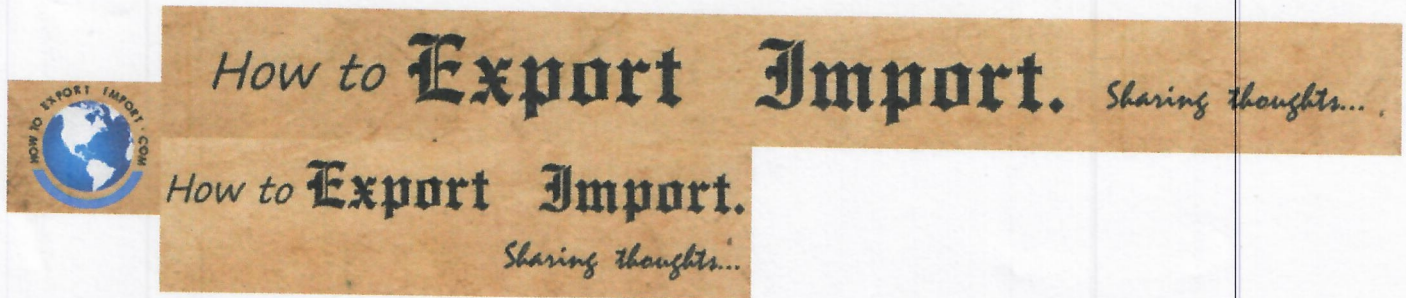 How to Export Import. Sharing thoughts...
HOW TO EXPORT IMPORT . COM
How to Export Import.
Sharing thoughts...